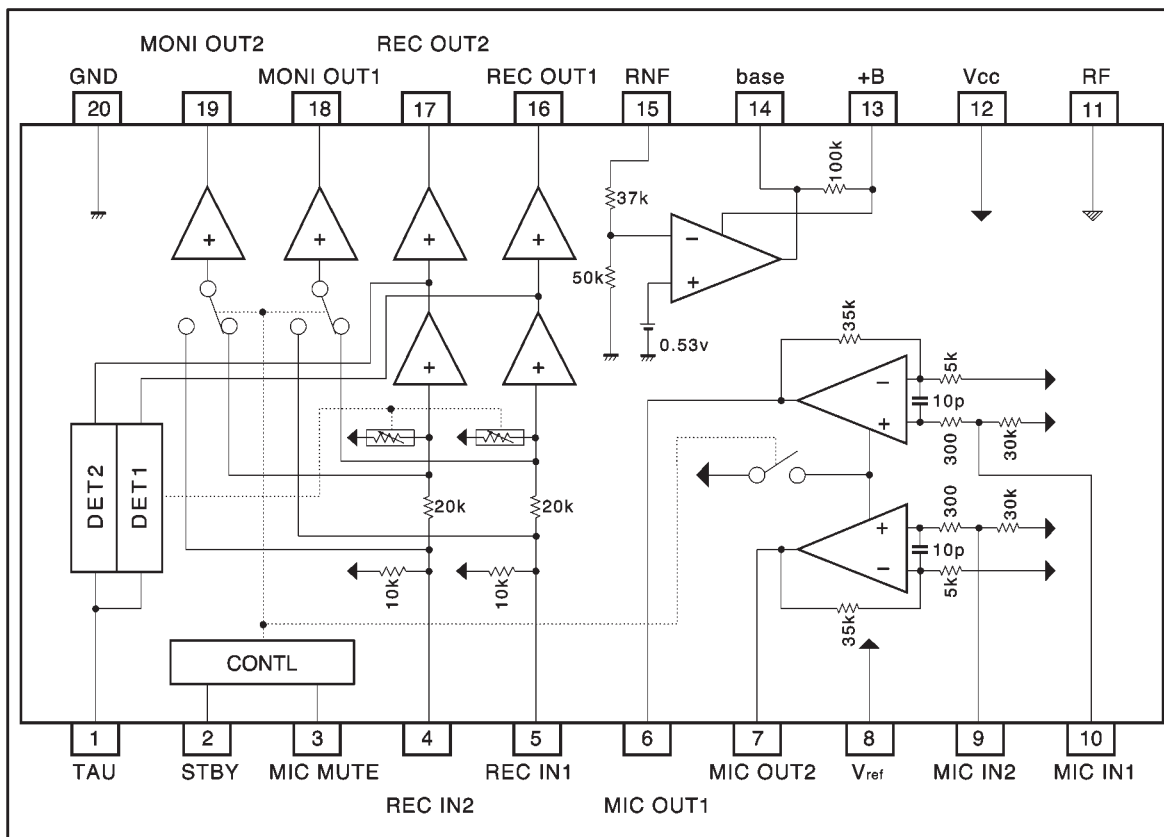 MONI OUT2
REC OUT2
GND
MONI OUT1
REC OUT1
RNF
base
+B
Vcc
RF
20
19
18
17
16
15
14
13
12
11
100k
37k
50k
0.53v
35k
5k
10p
300
30k
DET2
DET1
20k
20k
300
30k
10p
5k
10k
10k
35k
CONTL
1
2
3
4
5
6
7
8
9
10
TAU
STBY
MIC MUTE
REC IN1
MIC OUT2
Vref
MIC IN2
MIC IN1
REC IN2
MIC OUT1